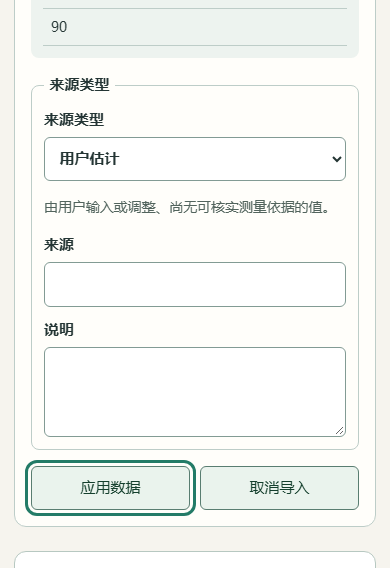 90
来源类型
来源类型
用户估计
由用户输入或调整、尚无可核实测量依据的值。
来源
说明
应用数据
取消导入